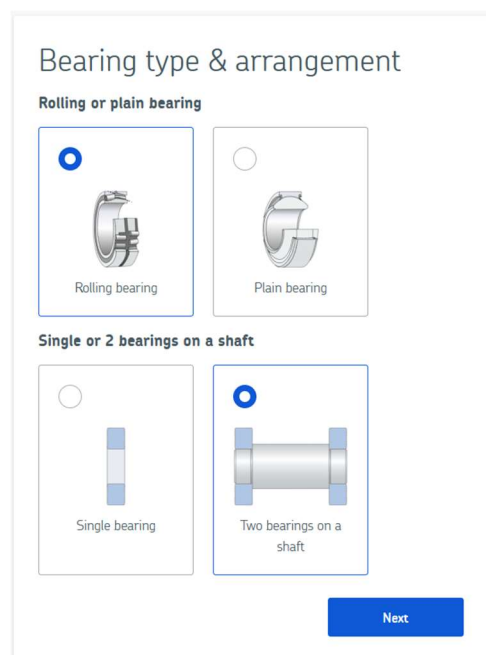 Bearing type & arrangement
Rolling or plain bearing
Rolling bearing
Plain bearing
Single or 2 bearings on a shaft
Single bearing
Two bearings on a
shaft
Next